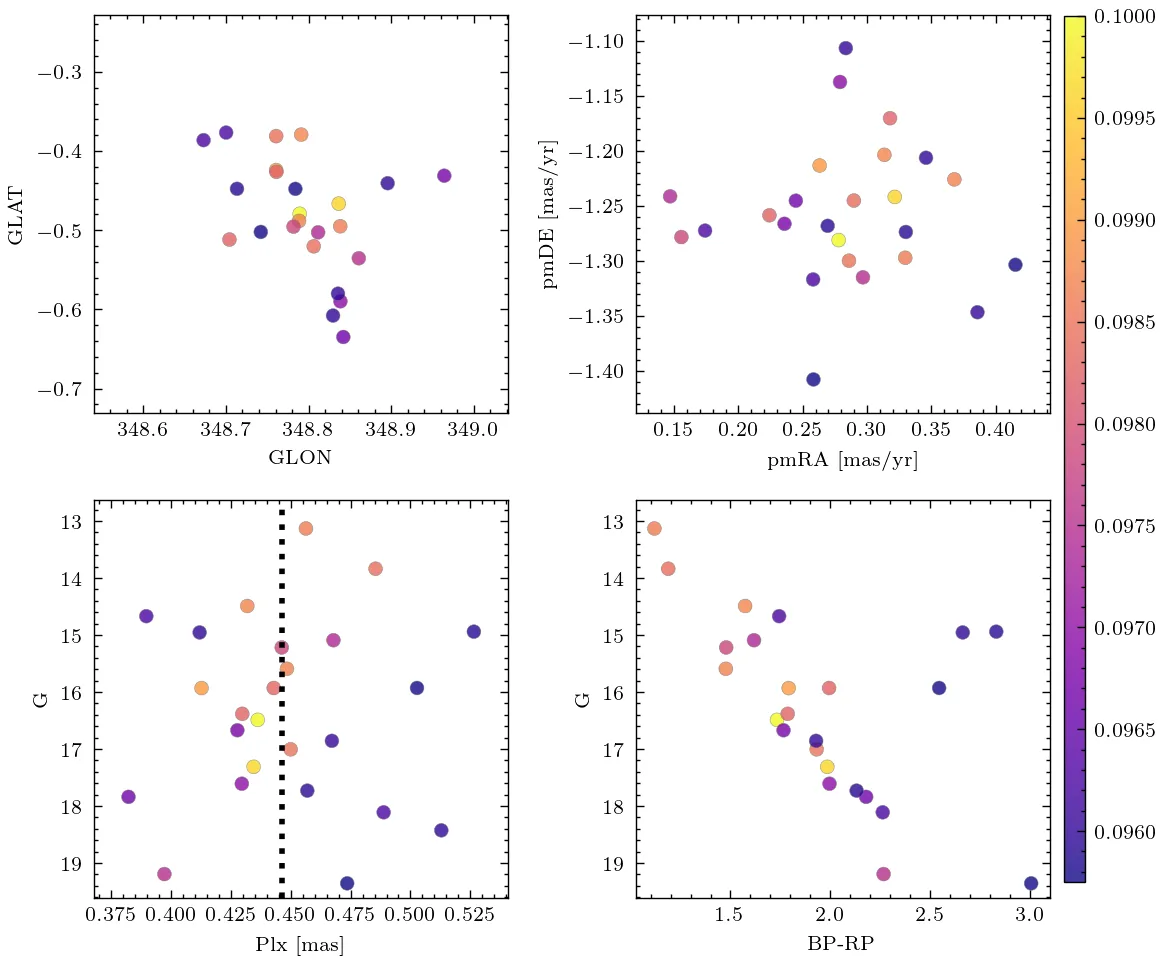 −0.3
−0.4
−0.5
−0.6
−0.7
GLAT
348.6 348.7 348.8 348.9 349.0
GLON
−1.10
−1.15
−1.20
−1.25
−1.30
−1.35
−1.40
pmDE [mas/yr]
0.15 0.20 0.25 0.30 0.35 0.40
pmRA [mas/yr]
13
14
15
16
17
18
19
G
0.375 0.400 0.425 0.450 0.475 0.500 0.525
Plx [mas]
13
14
15
16
17
18
19
G
1.5 2.0 2.5 3.0
BP-RP
0.1000
0.0995
0.0990
0.0985
0.0980
0.0975
0.0970
0.0965
0.0960